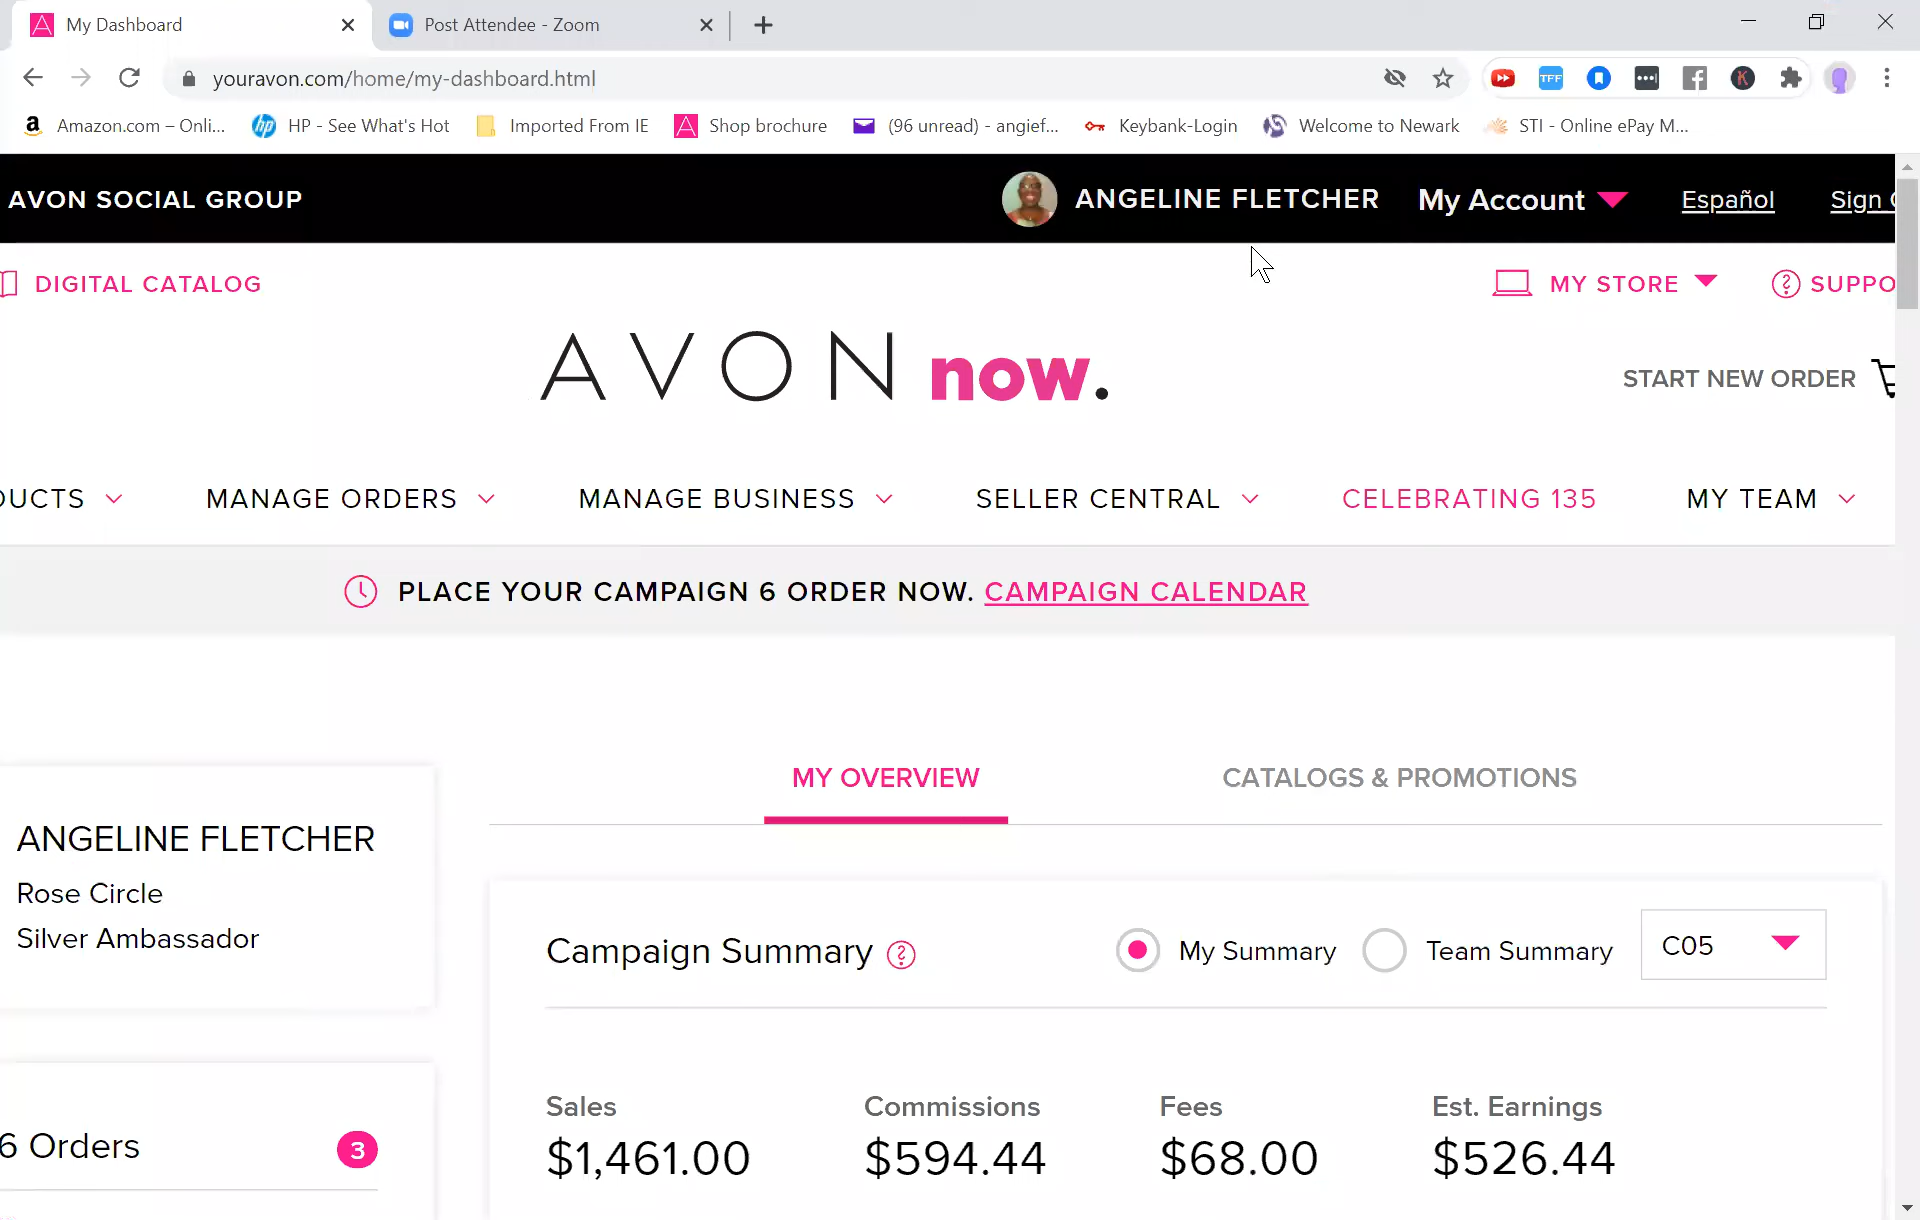 My Dashboard
Post Attendee - Zoom
youravon.com/home/my-dashboard.html
Amazon.com – Onli...
HP - See What's Hot
Imported From IE
Shop brochure
(96 unread) - angief...
Keybank-Login
Welcome to Newark
STI - Online ePay M...
AVON SOCIAL GROUP
ANGELINE FLETCHER
My Account
Español
Sign
DIGITAL CATALOG
MY STORE
SUPPO
AVON now.
START NEW ORDER
DUCTS
MANAGE ORDERS
MANAGE BUSINESS
SELLER CENTRAL
CELEBRATING 135
MY TEAM
PLACE YOUR CAMPAIGN 6 ORDER NOW. CAMPAIGN CALENDAR
MY OVERVIEW
CATALOGS & PROMOTIONS
ANGELINE FLETCHER
Rose Circle
Silver Ambassador
Campaign Summary
My Summary
Team Summary
C05
6 Orders
3
Sales
Commissions
Fees
Est. Earnings
$1,461.00
$594.44
$68.00
$526.44